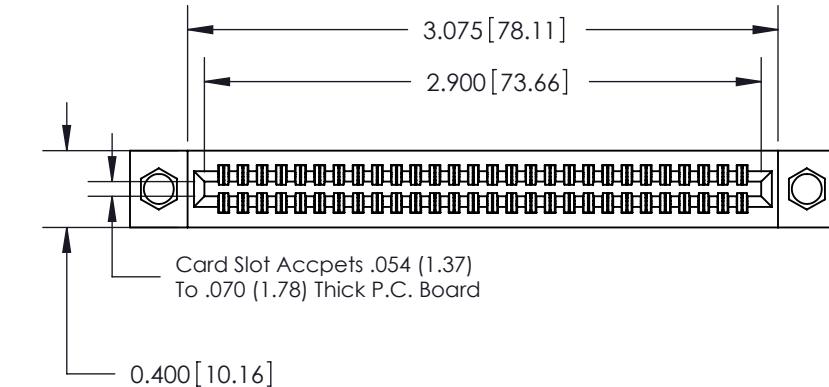 3.075[78.11]
2.900[73.66]
Card Slot Accpets .054 (1.37)
To .070 (1.78) Thick P.C. Board
0.400[10.16]